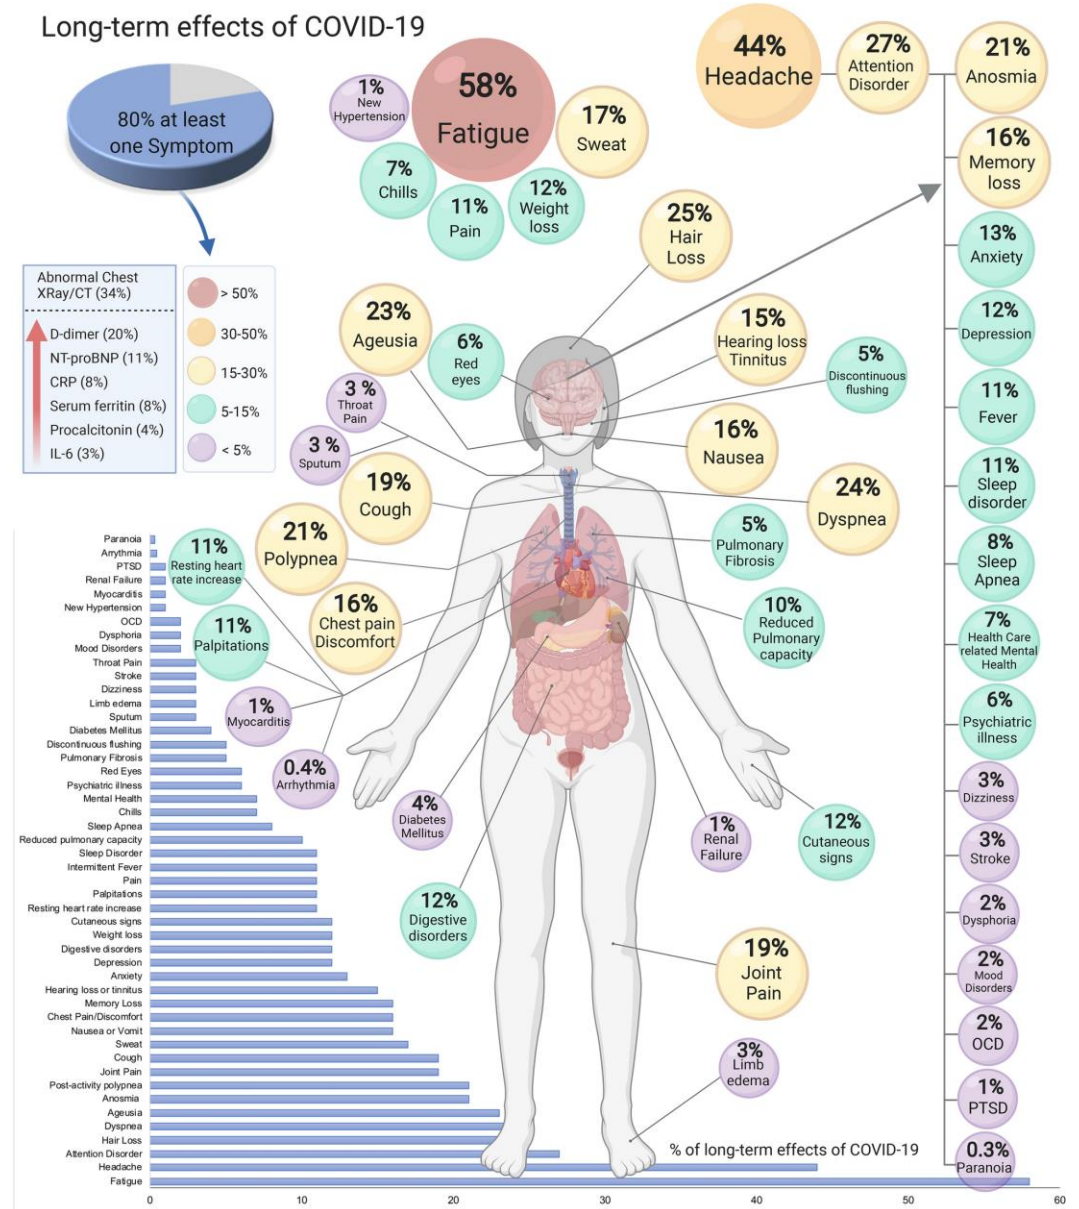 Long-term effects of COVID-19
80% at least
one Symptom
Abnormal Chest
XRay/CT (34%)
D-dimer (20%)
NT-proBNP (11%)
CRP (8%)
Serum ferritin (8%)
Procalcitonin (4%)
IL-6 (3%)
> 50%
30-50%
15-30%
5-15%
< 5%
1%
New
Hypertension
58%
Fatigue
17%
Sweat
7%
Chills
11%
Pain
12%
Weight
loss
44%
Headache
27%
Attention
Disorder
21%
Anosmia
16%
Memory
loss
13%
Anxiety
12%
Depression
11%
Fever
11%
Sleep
disorder
8%
Sleep
Apnea
7%
Health Care
related Mental
Health
6%
Psychiatric
illness
3%
Dizziness
3%
Stroke
2%
Dysphoria
2%
Mood
Disorders
2%
OCD
1%
PTSD
0.3%
Paranoia
25%
Hair
Loss
23%
Ageusia
6%
Red
eyes
15%
Hearing loss
Tinnitus
5%
Discontinuous
flushing
3 %
Throat
Pain
3 %
Sputum
16%
Nausea
19%
Cough
24%
Dyspnea
21%
Polypnea
5%
Pulmonary
Fibrosis
11%
Resting heart
rate increase
16%
Chest pain
Discomfort
10%
Reduced
Pulmonary
capacity
11%
Palpitations
1%
Myocarditis
0.4%
Arrhythmia
4%
Diabetes
Mellitus
1%
Renal
Failure
12%
Cutaneous
signs
12%
Digestive
disorders
19%
Joint
Pain
3%
Limb
edema
Paranoia
Arrythmia
PTSD
Renal Failure
Myocarditis
New Hypertension
OCD
Dysphoria
Mood Disorders
Throat Pain
Stroke
Dizziness
Limb edema
Sputum
Diabetes Mellitus
Discontinuous flushing
Pulmonary Fibrosis
Red Eyes
Psychiatric illness
Mental Health
Chills
Sleep Apnea
Reduced pulmonary capacity
Sleep Disorder
Intermittent Fever
Pain
Palpitations
Resting heart rate increase
Cutaneous signs
Weight loss
Digestive disorders
Depression
Anxiety
Hearing loss or tinnitus
Memory Loss
Chest Pain/Discomfort
Nausea or Vomit
Sweat
Cough
Joint Pain
Post-activity polypnea
Anosmia
Ageusia
Dyspnea
Hair Loss
Attention Disorder
Headache
Fatigue
% of long-term effects of COVID-19
0 10 20 30 40 50 60